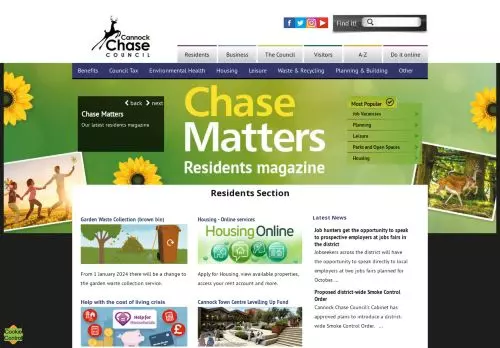 Cannock
Chase
COUNCIL
Find it!
Residents
Business
The Council
Visitors
A-Z
Do it online
Benefits
Council Tax
Environmental Health
Housing
Leisure
Waste & Recycling
Planning & Building
Other
back
next
Chase Matters
Our latest residents magazine
Chase
Matters
Residents magazine
Most Popular
Job Vacancies
Planning
Leisure
Parks and Open Spaces
Housing
Residents Section
Garden Waste Collection (brown bin)
From 1 January 2024 there will be a change to
the garden waste collection service.
Help with the cost of living crisis
Help for
Households
Housing - Online services
Housing Online
Apply for Housing, view available properties,
access your rent account and more.
Cannock Town Centre Levelling Up Fund
Latest News
Job hunters get the opportunity to
speak to prospective employers at jobs fairs in
the district
Jobseekers across the district will have
the opportunity to speak directly to local
employers at two jobs fairs planned for
October. ...
Proposed district-wide Smoke Control
Order
Cannock Chase Council's Cabinet has
approved plans to introduce a district-
wide Smoke Control Order. ...
Cookie
Control